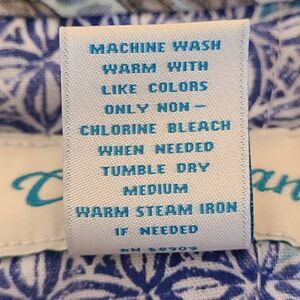 MACHINE WASH
WARM WITH
LIKE COLORS
ONLY NON-
CHLORINE BLEACH
WHEN NEEDED
TUMBLE DRY
MEDIUM
WARM STEAM IRON
IF NEEDED